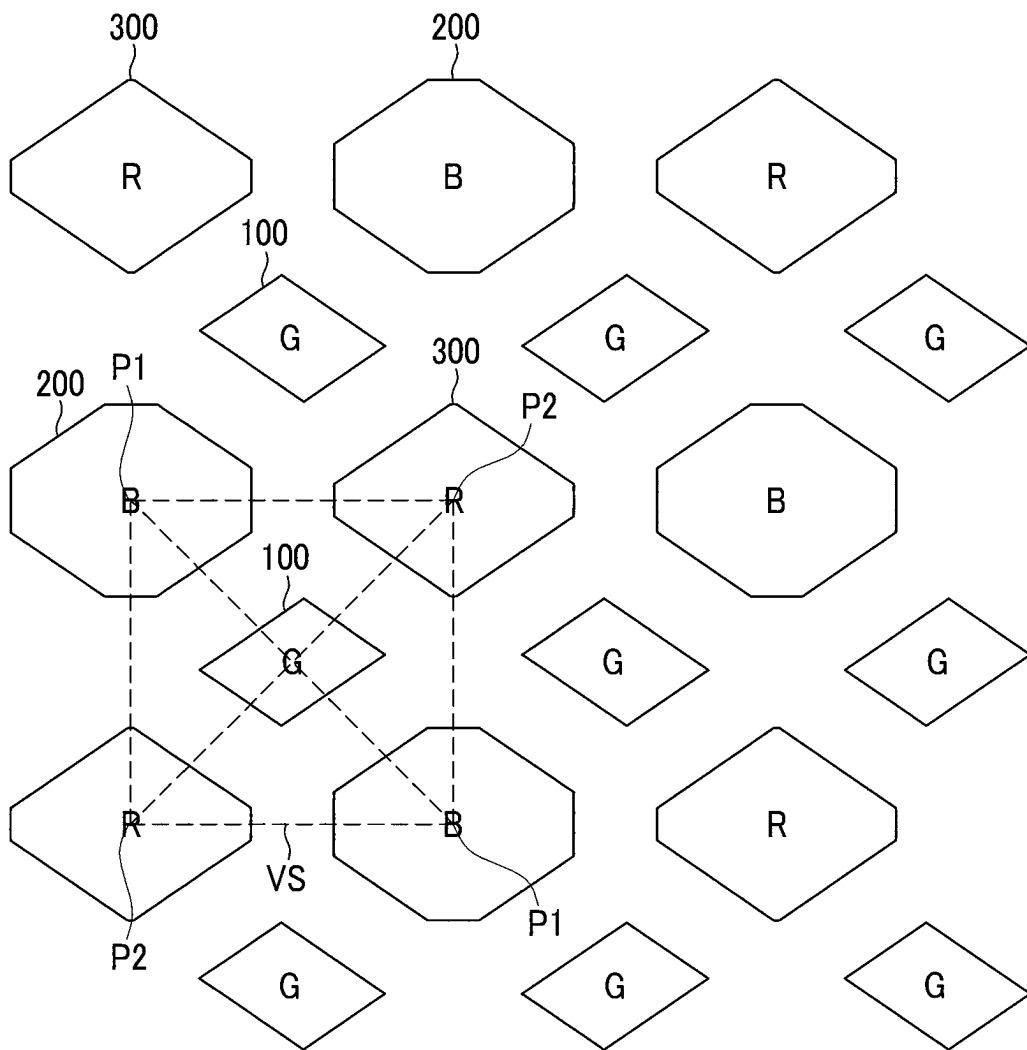 300 200
R B R
100
G G G
P1 300
200 P2
B R B
100
G G G
R B R
VS
P2 P1
G G G